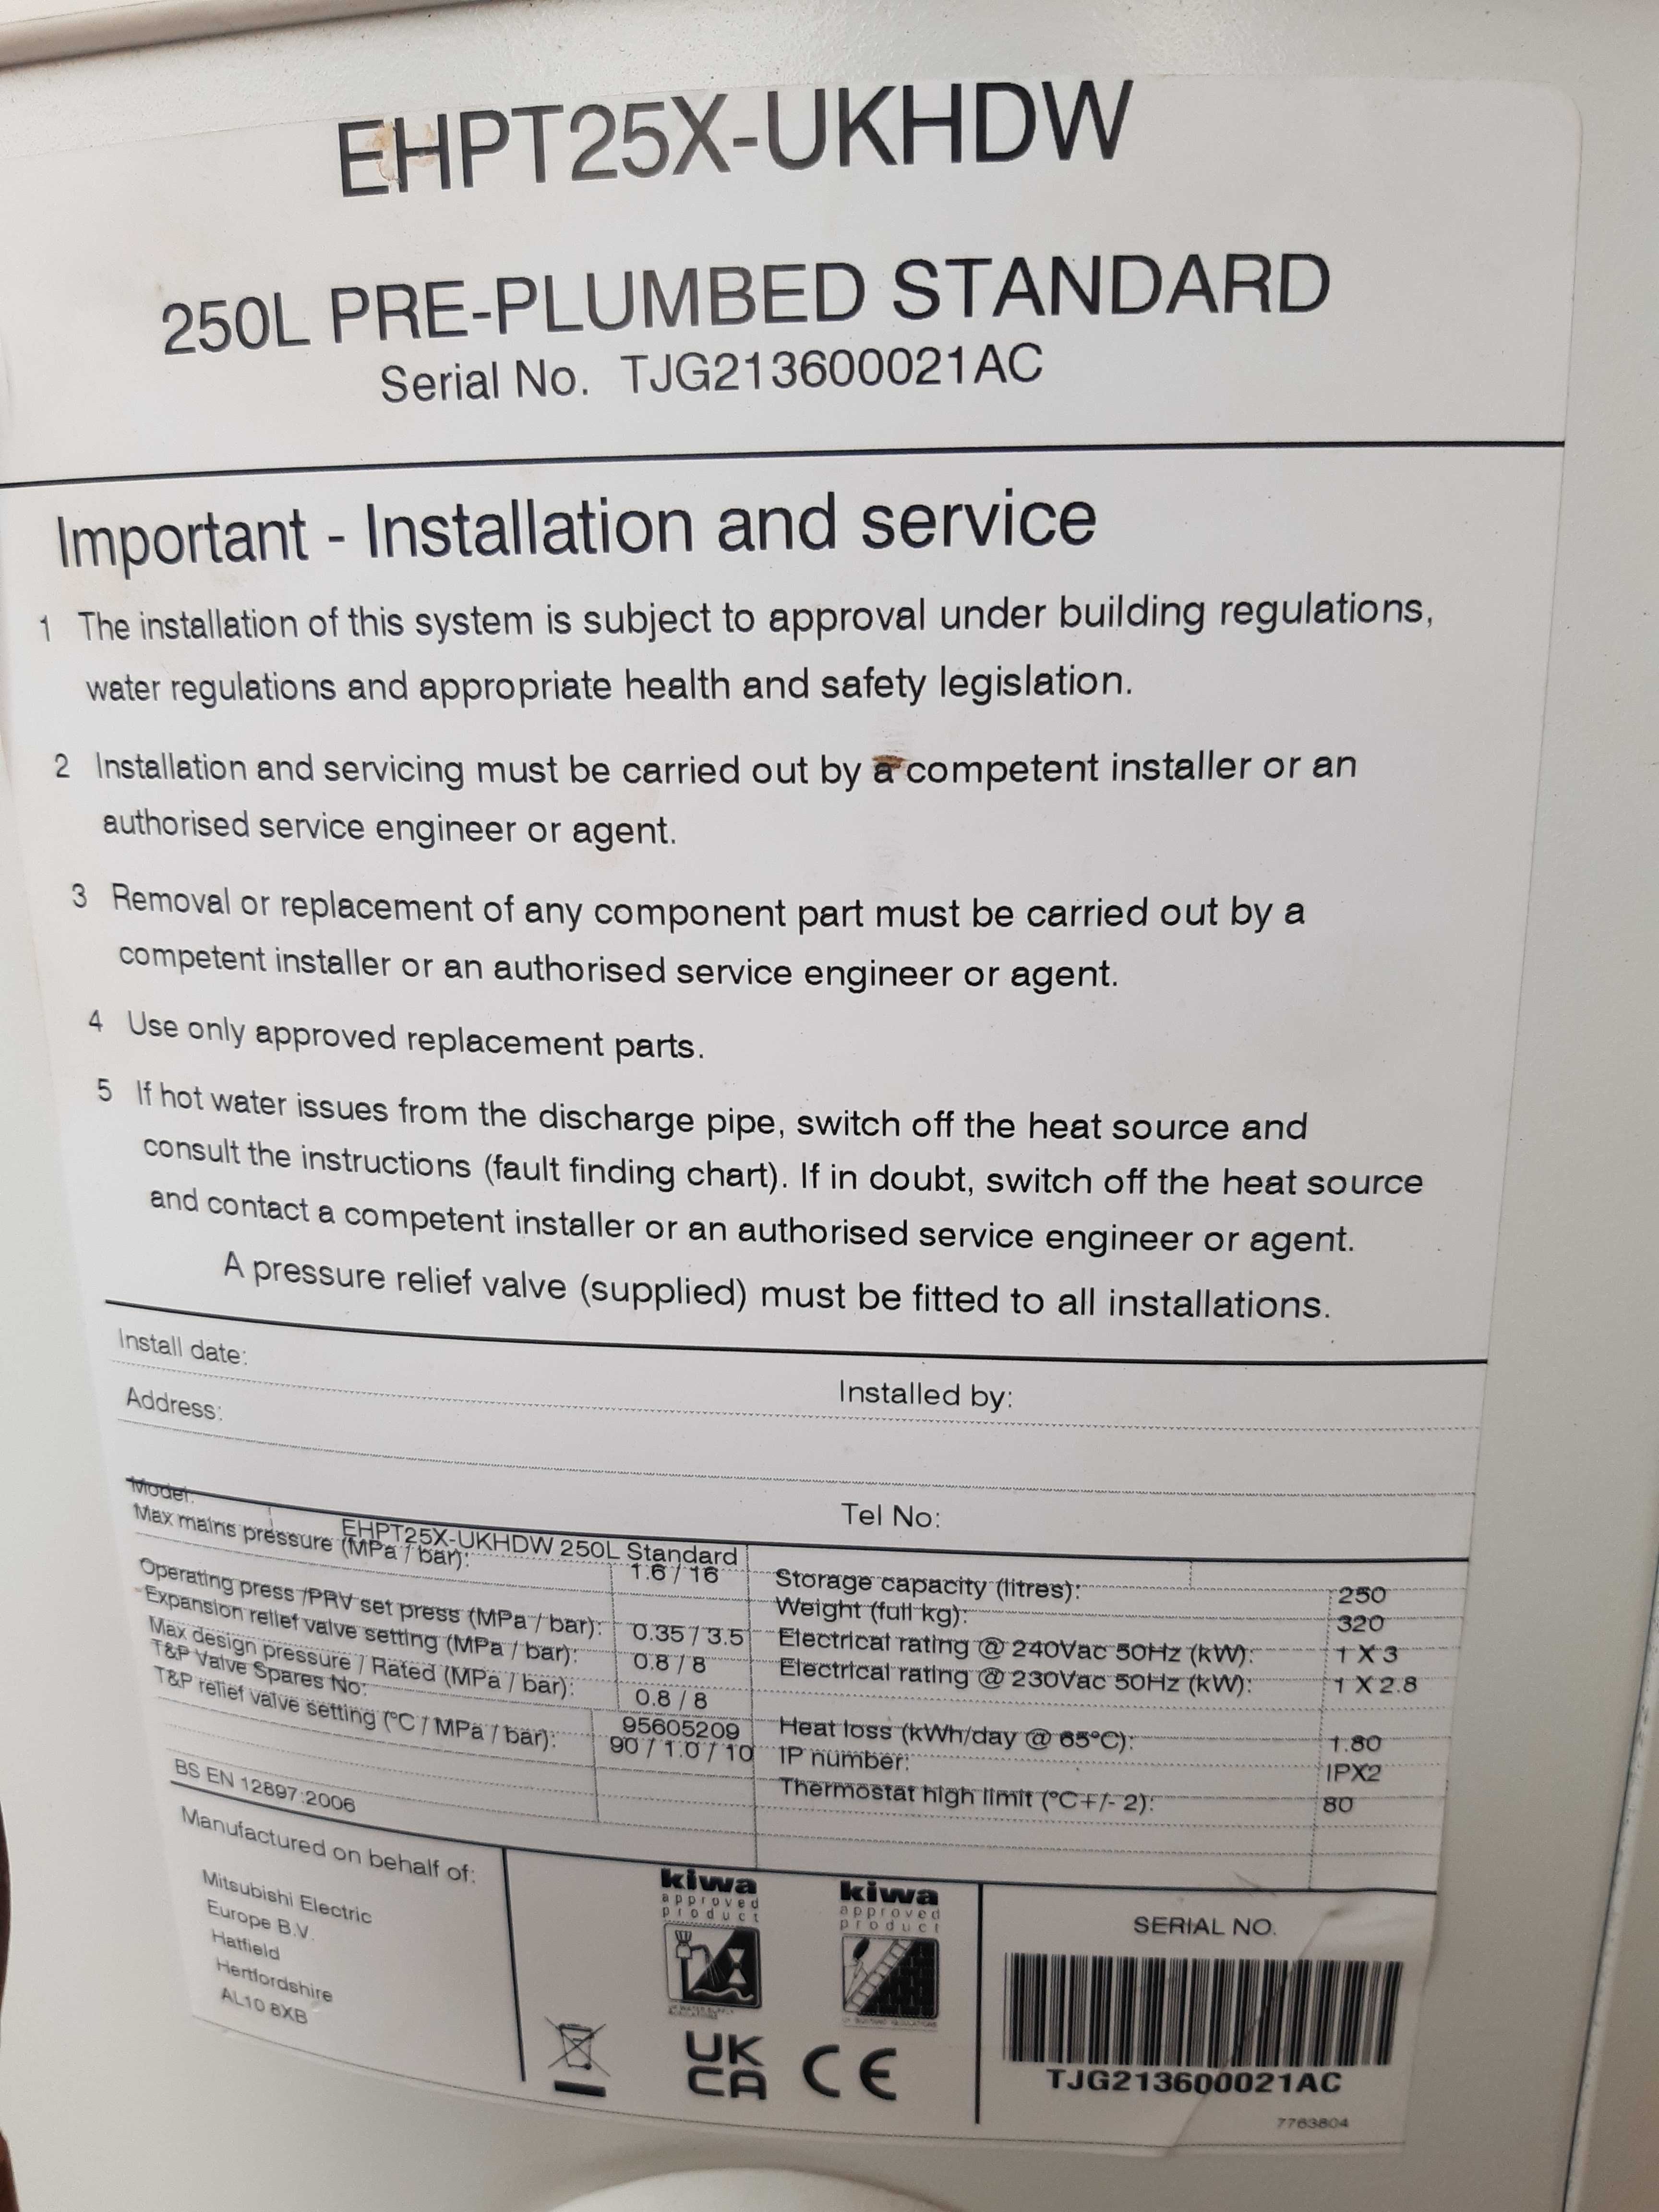 EHPT25X-UKHDW
250L PRE-PLUMBED STANDARD
Serial No. TJG213600021AC
Important - Installation and service
1 The installation of this system is subject to approval under building regulations,
water regulations and appropriate health and safety legislation.
2 Installation and servicing must be carried out by a competent installer or an
authorised service engineer or agent.
3 Removal or replacement of any component part must be carried out by a
competent installer or an authorised service engineer or agent.
4 Use only approved replacement parts.
5 If hot water issues from the discharge pipe, switch off the heat source and
consult the instructions (fault finding chart). If in doubt, switch off the heat source
and contact a competent installer or an authorised service engineer or agent.
A pressure relief valve (supplied) must be fitted to all installations.
Install date:
Installed by:
Address:
Tel No:
Model: EHPT25X-UKHDW 250L Standard
Max mains pressure (MPa / bar): 1.6 / 16
Operating press /PRV set press (MPa / bar): 0.35 / 3.5
Expansion relief valve setting (MPa / bar): 0.8 / 8
Max design pressure / Rated (MPa / bar): 0.8 / 8
T&P Valve Spares No: 95605209
T&P relief valve setting (°C / MPa / bar): 90 / 1.0 / 10
Storage capacity (litres): 250
Weight (full kg): 320
Electrical rating @ 240Vac 50Hz (kW): 1 X 3
Electrical rating @ 230Vac 50Hz (kW): 1 X 2.8
Heat loss (kWh/day @ 65°C): 1.80
IP number: IPX2
Thermostat high limit (°C+/- 2): 80
BS EN 12897:2006
Manufactured on behalf of:
Mitsubishi Electric
Europe B.V.
Hatfield
Hertfordshire
AL10 8XB
kiwa
approved
product
kiwa
approved
product
UK
CA
CE
SERIAL NO.
TJG213600021AC
7763804